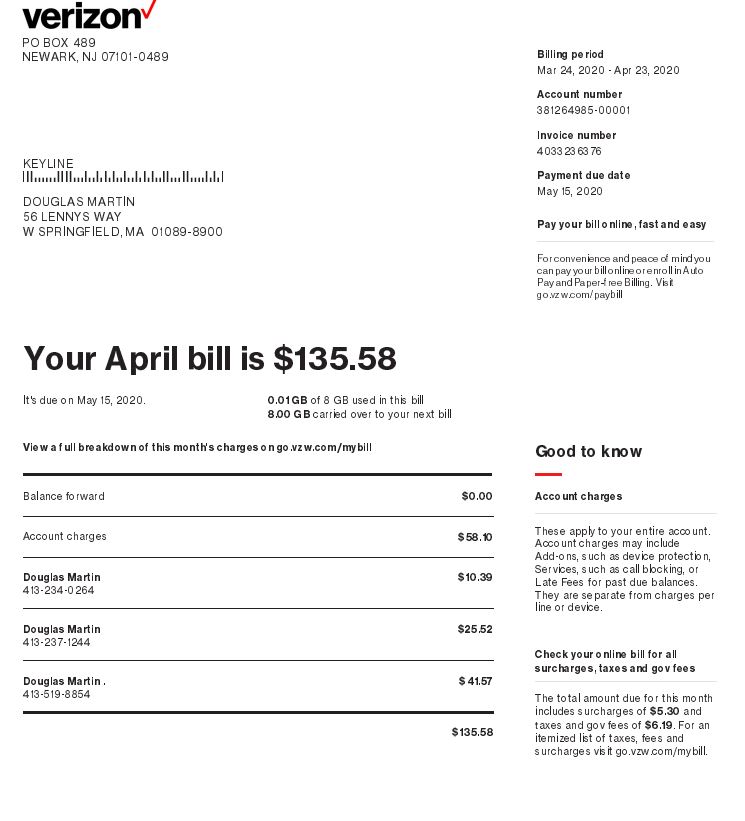 verizon
PO BOX 489
NEWARK, NJ 07101-0489
Billing period
Mar 24, 2020 - Apr 23, 2020
Account number
381264985-00001
Invoice number
4033236376
Payment due date
May 15, 2020
Pay your bill online, fast and easy
For convenience and peace of mind you
can pay your bill online or enroll in Auto
Pay and Paper-free Billing. Visit
go.vzw.com/paybill
KEYLINE
DOUGLAS MARTIN
56 LENNYS WAY
W SPRINGFIELD, MA 01089-8900
Your April bill is $135.58
It's due on May 15, 2020.
0.01 GB of 8 GB used in this bill
8.00 GB carried over to your next bill
View a full breakdown of this month's charges on go.vzw.com/mybill
Balance forward $0.00
Account charges $58.10
Douglas Martin $10.39
413-234-0264
Douglas Martin $25.52
413-237-1244
Douglas Martin . $41.57
413-519-8854
$135.58
Good to know
Account charges
These apply to your entire account.
Account charges may include
Add-ons, such as device protection,
Services, such as call blocking, or
Late Fees for past due balances.
They are separate from charges per
line or device.
Check your online bill for all
surcharges, taxes and gov fees
The total amount due for this month
includes surcharges of $5.30 and
taxes and gov fees of $6.19. For an
itemized list of taxes, fees and
surcharges visit go.vzw.com/mybill.